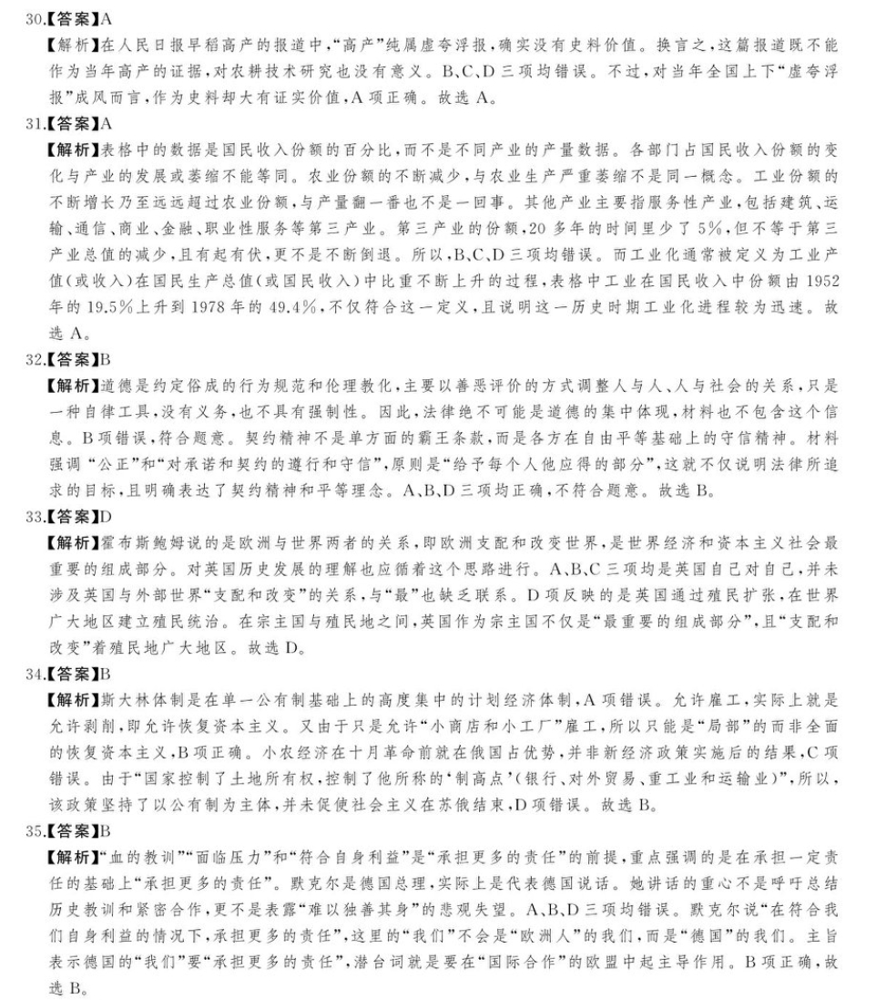 30.【答案】A
【解析】在人民日报早稻高产的报道中,“高产”纯属虚夸浮报,确实没有史料价值。换言之,这篇报道既不能
作为当年高产的证据,对农耕技术研究也没有意义。B、C、D 三项均错误。不过,对当年全国上下“虚夸浮
报”成风而言,作为史料却大有证实价值,A 项正确。故选 A。
31.【答案】A
【解析】表格中的数据是国民收入份额的百分比,而不是不同产业的产量数据。各部门占国民收入份额的变
化与产业的发展或萎缩不能等同。农业份额的不断减少,与农业生产严重萎缩不是同一概念。工业份额的
不断增长乃至远远超过农业份额,与产量翻一番也不是一回事。其他产业主要指服务性产业,包括建筑、运
输、通信、商业、金融、职业性服务等第三产业。第三产业的份额,20 多年的时间里少了 5%,但不等于第三
产业总值的减少,且有起有伏,更不是不断倒退。所以,B、C、D 三项均错误。而工业化通常被定义为工业产
值(或收入)在国民生产总值(或国民收入)中比重不断上升的过程,表格中工业在国民收入中份额由 1952
年的 19.5%上升到 1978 年的 49.4%,不仅符合这一定义,且说明这一历史时期工业化进程较为迅速。故
选 A。
32.【答案】B
【解析】道德是约定俗成的行为规范和伦理教化,主要以善恶评价的方式调整人与人、人与社会的关系,只是
一种自律工具,没有义务,也不具有强制性。因此,法律绝不可能是道德的集中体现,材料也不包含这个信
息。B 项错误,符合题意。契约精神不是单方面的霸王条款,而是各方在自由平等基础上的守信精神。材料
强调 “公正”和“对承诺和契约的遵行和守信”,原则是“给予每个人他应得的部分”,这就不仅说明法律所追
求的目标,且明确表达了契约精神和平等理念。A、B、D 三项均正确,不符合题意。故选 B。
33.【答案】D
【解析】霍布斯鲍姆说的是欧洲与世界两者的关系,即欧洲支配和改变世界,是世界经济和资本主义社会最
重要的组成部分。对英国历史发展的理解也应循着这个思路进行。A、B、C 三项均是英国自己对自己,并未
涉及英国与外部世界“支配和改变”的关系,与“最”也缺乏联系。D 项反映的是英国通过殖民扩张,在世界
广大地区建立殖民统治。在宗主国与殖民地之间,英国作为宗主国不仅是“最重要的组成部分”,且“支配和
改变”着殖民地广大地区。故选 D。
34.【答案】B
【解析】斯大林体制是在单一公有制基础上的高度集中的计划经济体制,A 项错误。允许雇工,实际上就是
允许剥削,即允许恢复资本主义。又由于只是允许“小商店和小工厂”雇工,所以只能是“局部”的而非全面
的恢复资本主义,B 项正确。小农经济在十月革命前就在俄国占优势,并非新经济政策实施后的结果,C 项
错误。由于“国家控制了土地所有权,控制了他所称的‘制高点’(银行、对外贸易、重工业和运输业)”,所以,
该政策坚持了以公有制为主体,并未促使社会主义在苏俄结束,D 项错误。故选 B。
35.【答案】B
【解析】“血的教训”“面临压力”和“符合自身利益”是“承担更多的责任”的前提,重点强调的是在承担一定责
任的基础上“承担更多的责任”。默克尔是德国总理,实际上是代表德国说话。她讲话的重心不是呼吁总结
历史教训和紧密合作,更不是表露“难以独善其身”的悲观失望。A、B、D 三项均错误。默克尔说“在符合我
们自身利益的情况下,承担更多的责任”,这里的“我们”不会是“欧洲人”的我们,而是“德国”的我们。主旨
表示德国的“我们”要“承担更多的责任”,潜台词就是要在“国际合作”的欧盟中起主导作用。B 项正确,故
选 B。